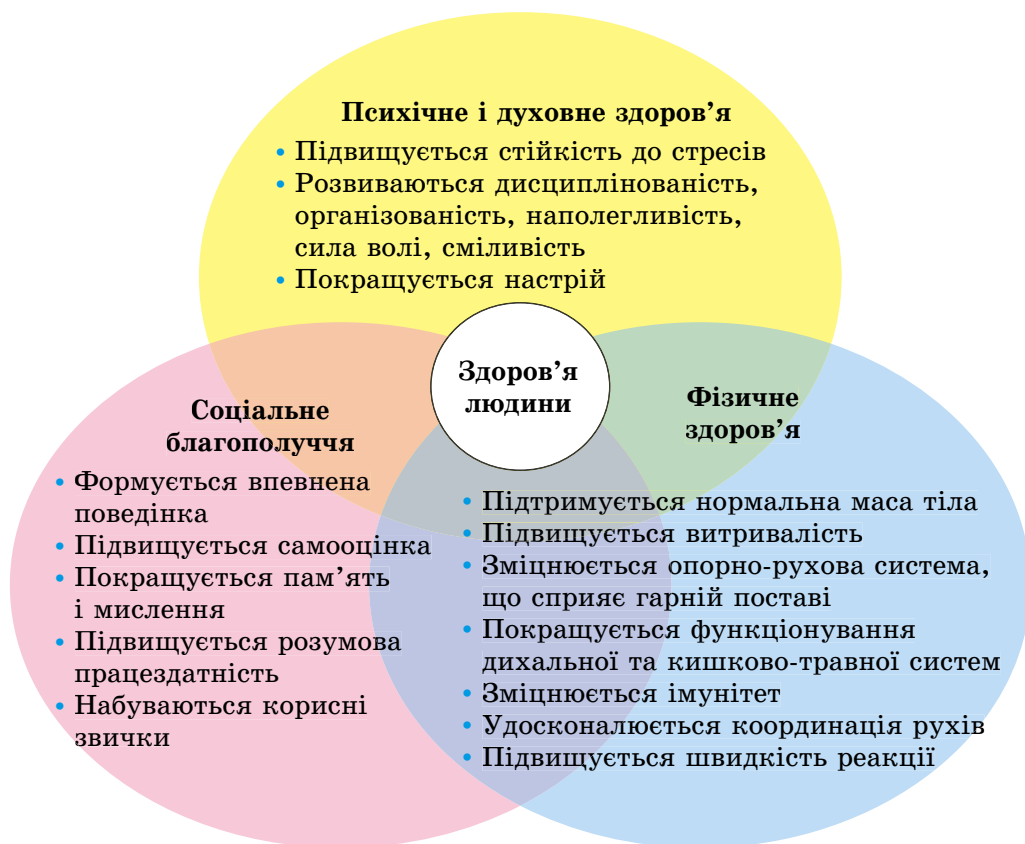 Психічне і духовне здоров’я
• Підвищується стійкість до стресів
• Розвиваються дисциплінованість,
організованість, наполегливість,
сила волі, сміливість
• Покращується настрій
Здоров’я
людини
Соціальне
благополуччя
• Формується впевнена
поведінка
• Підвищується самооцінка
• Покращується пам’ять
і мислення
• Підвищується розумова
працездатність
• Набуваються корисні
звички
Фізичне
здоров’я
• Підтримується нормальна маса тіла
• Підвищується витривалість
• Зміцнюється опорно-рухова система,
що сприяє гарній поставі
• Покращується функціонування
дихальної та кишково-травної систем
• Зміцнюється імунітет
• Удосконалюється координація рухів
• Підвищується швидкість реакції